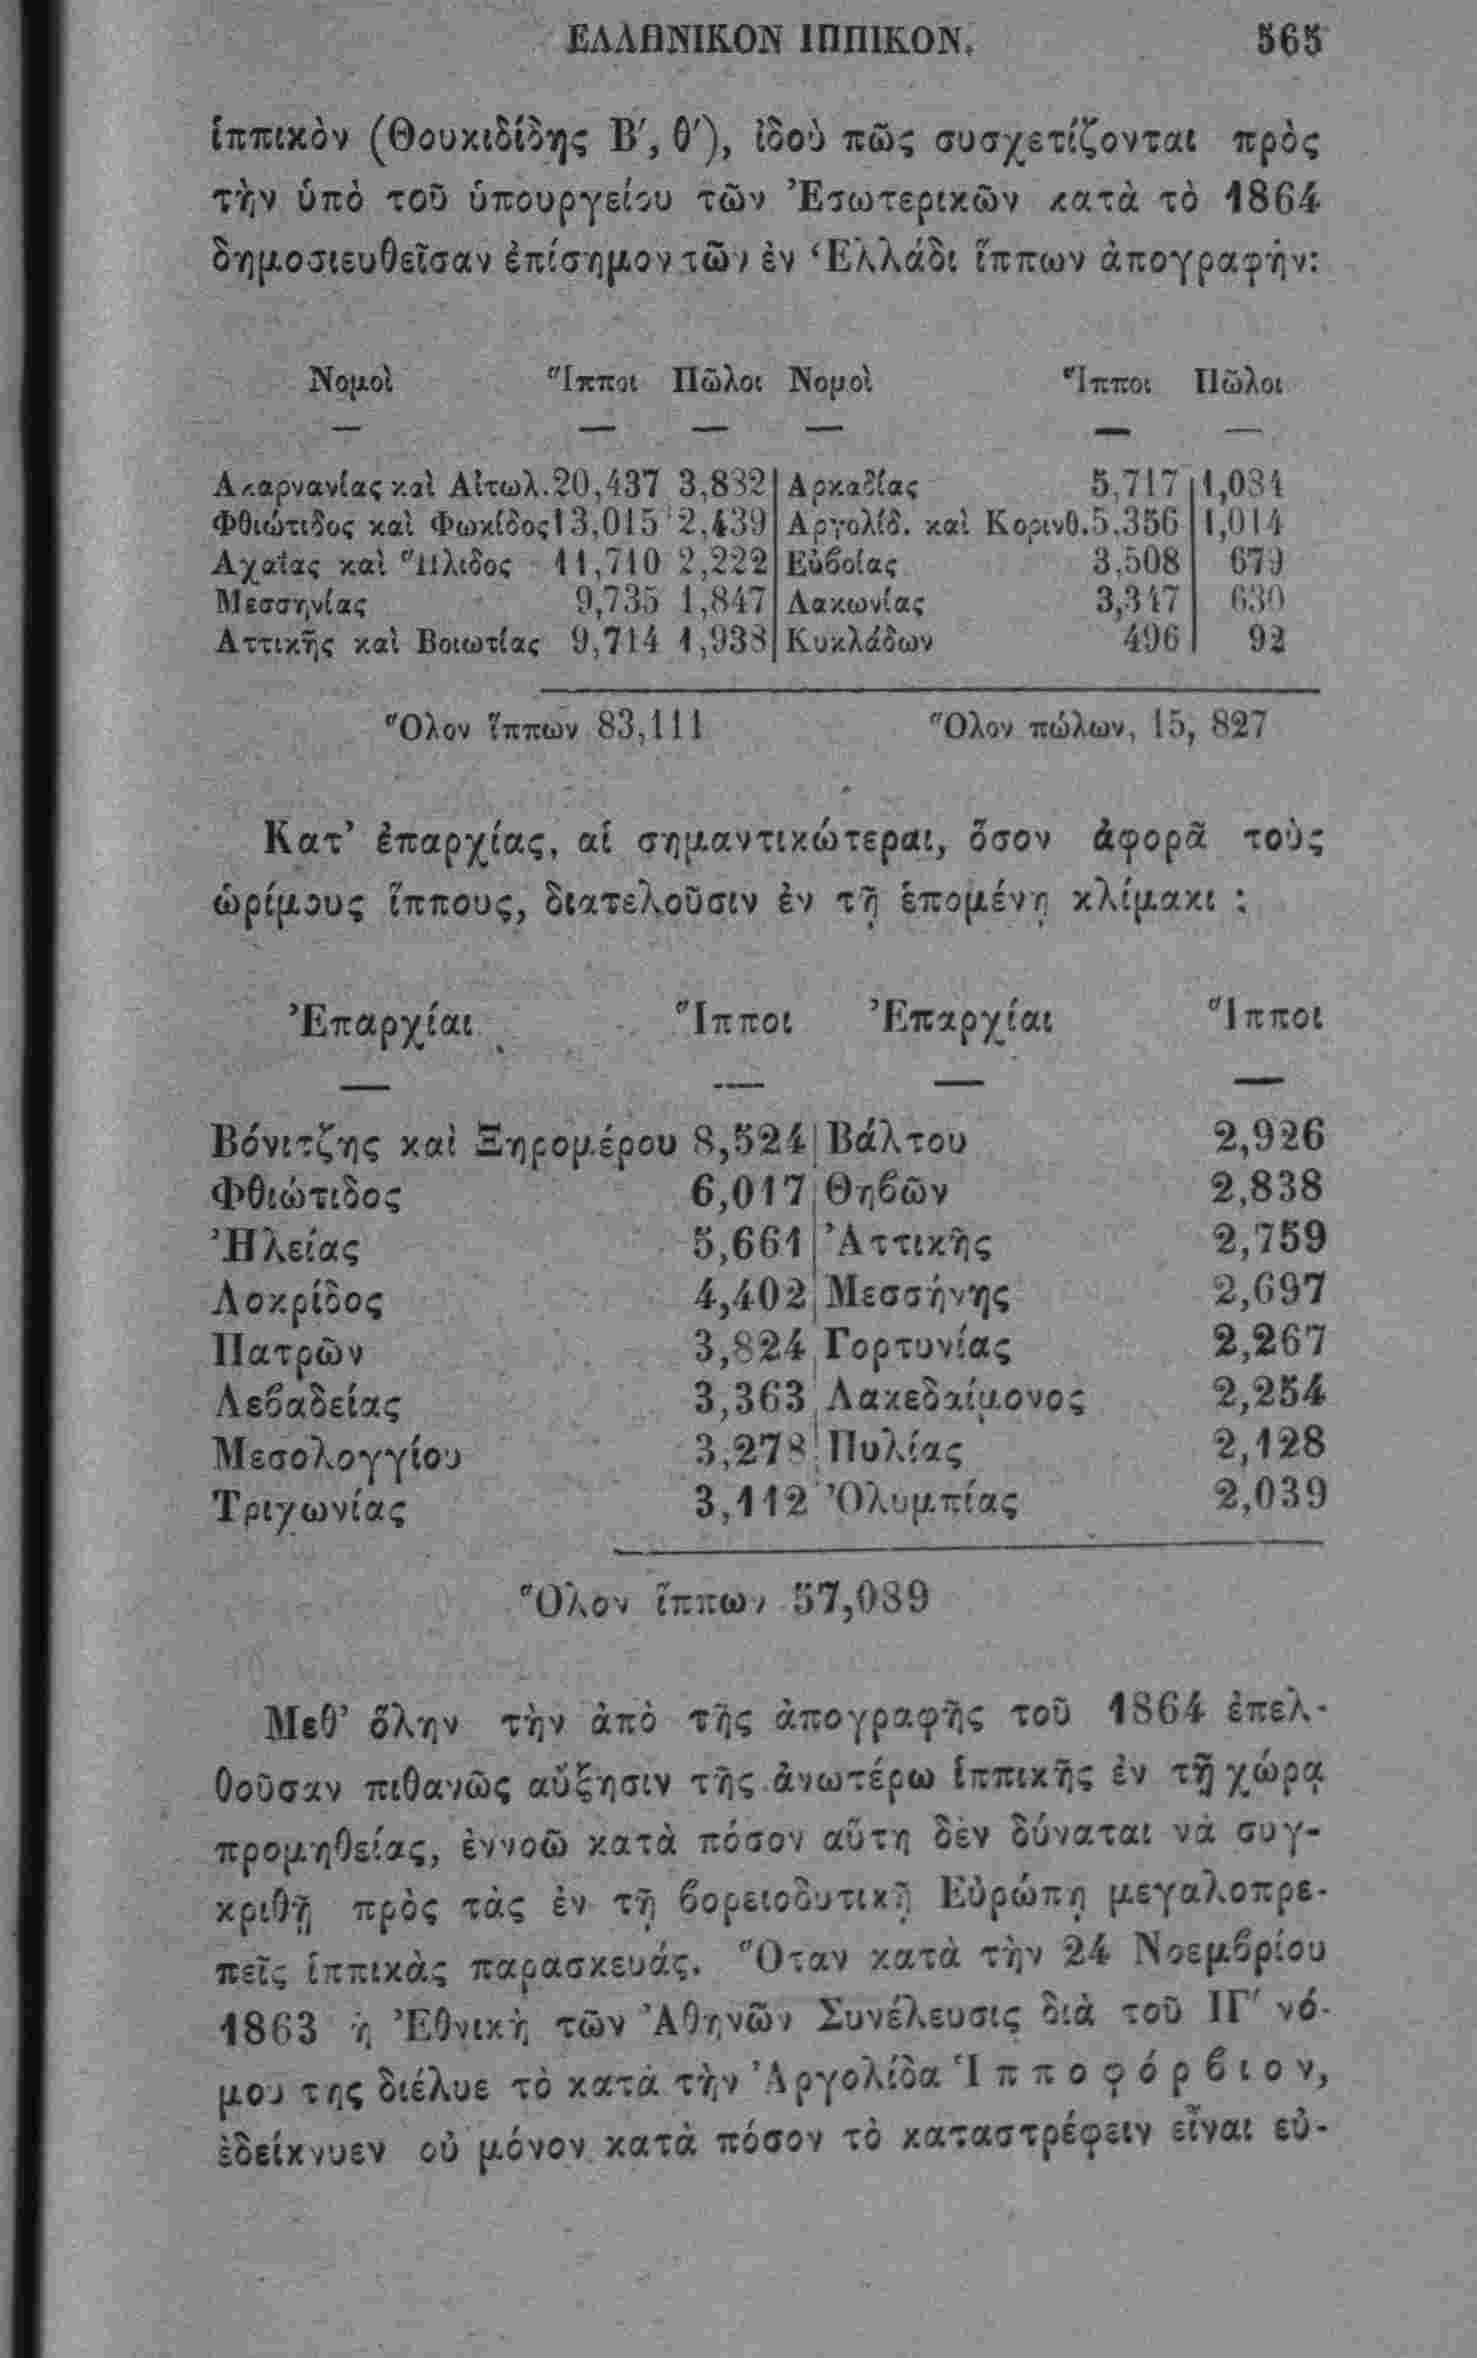 ΕΛΛΗΝΙΚΟΝ ΙΠΠΙΚΟΝ. 565
ἱππικὸν (Θουκιδίδης Β′, θ′), ἰδοὺ πῶς συσχετίζονται πρὸς
τὴν ὑπὸ τοῦ ὑπουργείου τῶν Ἐσωτερικῶν κατὰ τὸ 1864
δημοσιευθεῖσαν ἐπίσημον τῶν ἐν Ἑλλάδι ἵππων ἀπογραφήν:
Νομοὶ Ἵπποι Πῶλοι Νομοὶ Ἵπποι Πῶλοι
Ακαρνανίας καὶ Αἰτωλ. 20,437 3,832 Αρκαδίας 5,717 1,034
Φθιώτιδος καὶ Φωκίδος 13,015 2,439 Αργολίδ. καὶ Κορινθ. 5,356 1,014
Αχαΐας καὶ Ἤλιδος 11,710 2,222 Εὐβοίας 3,508 679
Μεσσηνίας 9,735 1,847 Λακωνίας 3,347 630
Αττικῆς καὶ Βοιωτίας 9,714 1,938 Κυκλάδων 496 92
Ὅλον ἵππων 83,111 Ὅλον πώλων, 15, 827
Κατ’ ἐπαρχίας, αἱ σημαντικώτεραι, ὅσον ἀφορᾶ τοὺς
ὡρίμους ἵππους, διατελοῦσιν ἐν τῇ ἑπομένῃ κλίμακι :
Ἐπαρχίαι Ἵπποι Ἐπαρχίαι Ἵπποι
Βόνιτζης καὶ Ξηρομέρου 8,524 Βάλτου 2,926
Φθιώτιδος 6,017 Θηβῶν 2,838
Ἠλείας 5,661 Ἀττικῆς 2,759
Λοκρίδος 4,402 Μεσσήνης 2,697
Πατρῶν 3,824 Γορτυνίας 2,267
Λεβαδείας 3,363 Λακεδαίμονος 2,254
Μεσολογγίου 3,278 Πυλίας 2,128
Τριχωνίας 3,112 Ὀλυμπίας 2,039
Ὅλον ἵππων 57,089
Μεθ’ ὅλην τὴν ἀπὸ τῆς ἀπογραφῆς τοῦ 1864 ἐπελ-
θοῦσαν πιθανῶς αὔξησιν τῆς ἀνωτέρω ἱππικῆς ἐν τῇ χώρᾳ
προμηθείας, ἐννοῶ κατὰ πόσον αὕτη δὲν δύναται νὰ συγ-
κριθῇ πρὸς τὰς ἐν τῇ βορειοδυτικῇ Εὐρώπῃ μεγαλοπρε-
πεῖς ἱππικὰς παρασκευάς. Ὅταν κατὰ τὴν 24 Νοεμβρίου
1863 ἡ Ἐθνικὴ τῶν Ἀθηνῶν Συνέλευσις διὰ τοῦ ΙΓ′ νό-
μου της διέλυε τὸ κατὰ τὴν Ἀργολίδα Ἱπποφόρβιον,
ἐδείκνυεν οὐ μόνον κατὰ πόσον τὸ καταστρέφειν εἶναι εὐ-